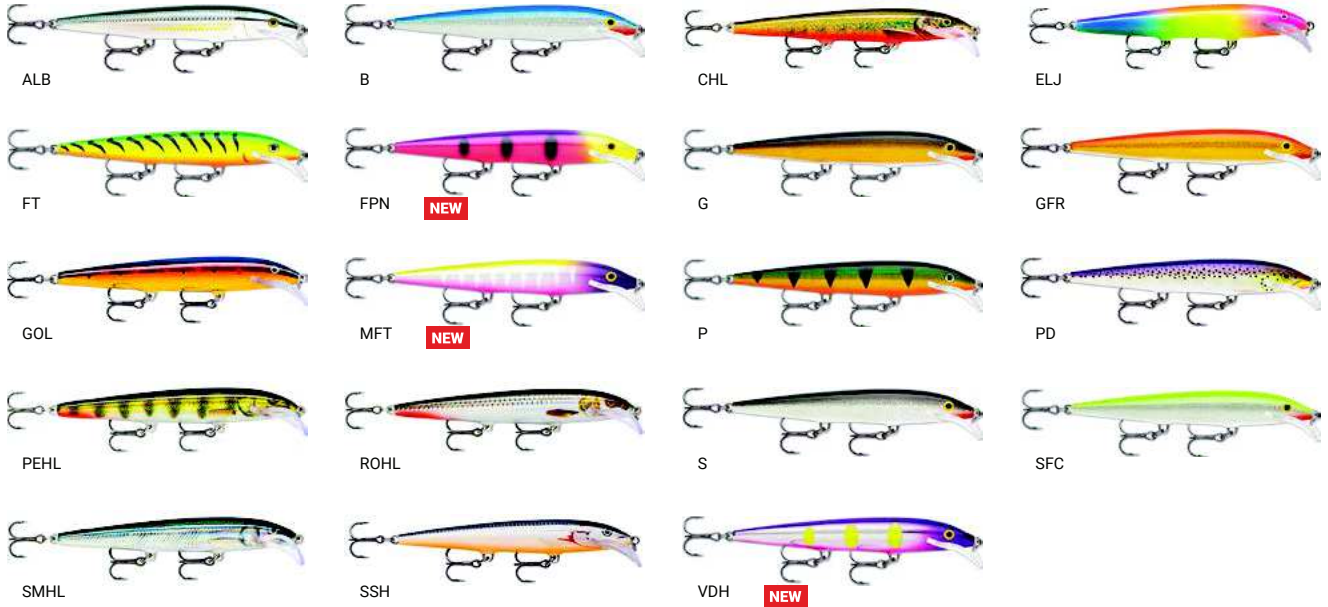 ALB
B
CHL
ELJ
FT
FPN
NEW
G
GFR
GOL
MFT
NEW
P
PD
PEHL
ROHL
S
SFC
SMHL
SSH
VDH
NEW